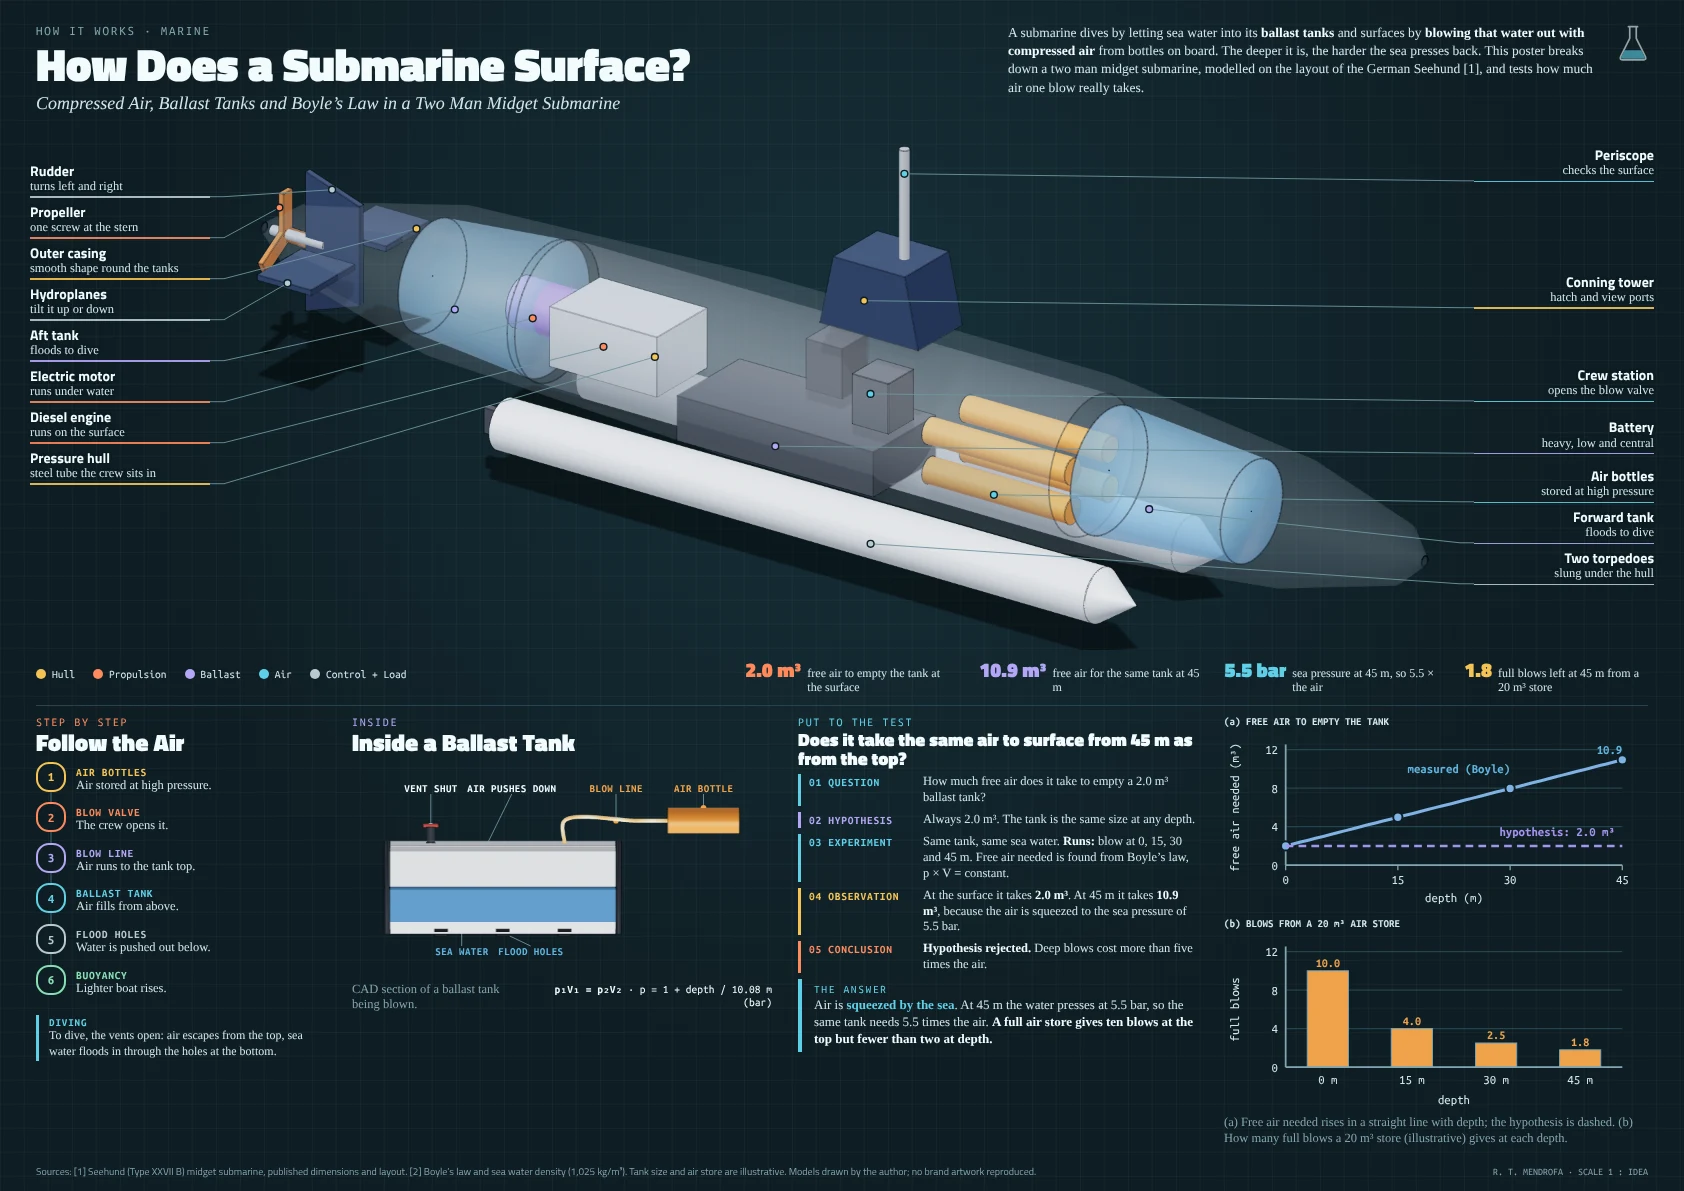 HOW IT WORKS · MARINE
How Does a Submarine Surface?
Compressed Air, Ballast Tanks and Boyle's Law in a Two Man Midget Submarine
A submarine dives by letting sea water into its ballast tanks and surfaces by blowing that water out with
compressed air from bottles on board. The deeper it is, the harder the sea presses back. This poster breaks
down a two man midget submarine, modelled on the layout of the German Seehund [1], and tests how much
air one blow really takes.
Rudder
turns left and right
Propeller
one screw at the stern
Outer casing
smooth shape round the tanks
Hydroplanes
tilt it up or down
Aft tank
floods to dive
Electric motor
runs under water
Diesel engine
runs on the surface
Pressure hull
steel tube the crew sits in
Periscope
checks the surface
Conning tower
hatch and view ports
Crew station
opens the blow valve
Battery
heavy, low and central
Air bottles
stored at high pressure
Forward tank
floods to dive
Two torpedoes
slung under the hull
Hull
Propulsion
Ballast
Air
Control + Load
2.0 m³ free air to empty the tank at
the surface
10.9 m³ free air for the same tank at 45
m
5.5 bar sea pressure at 45 m, so 5.5 ×
the air
1.8 full blows left at 45 m from a
20 m³ store
STEP BY STEP
Follow the Air
1 AIR BOTTLES
Air stored at high pressure.
2 BLOW VALVE
The crew opens it.
3 BLOW LINE
Air runs to the tank top.
4 BALLAST TANK
Air fills from above.
5 FLOOD HOLES
Water is pushed out below.
6 BUOYANCY
Lighter boat rises.
DIVING
To dive, the vents open: air escapes from the top, sea
water floods in through the holes at the bottom.
INSIDE
Inside a Ballast Tank
VENT SHUT AIR PUSHES DOWN BLOW LINE AIR BOTTLE
SEA WATER FLOOD HOLES
CAD section of a ballast tank
being blown.
p₁V₁ = p₂V₂ · p = 1 + depth / 10.08 m
(bar)
PUT TO THE TEST
Does it take the same air to surface from 45 m as
from the top?
01 QUESTION How much free air does it take to empty a 2.0 m³
ballast tank?
02 HYPOTHESIS Always 2.0 m³. The tank is the same size at any depth.
03 EXPERIMENT Same tank, same sea water. Runs: blow at 0, 15, 30
and 45 m. Free air needed is found from Boyle's law,
p × V = constant.
04 OBSERVATION At the surface it takes 2.0 m³. At 45 m it takes 10.9
m³, because the air is squeezed to the sea pressure of
5.5 bar.
05 CONCLUSION Hypothesis rejected. Deep blows cost more than five
times the air.
THE ANSWER
Air is squeezed by the sea. At 45 m the water presses at 5.5 bar, so the
same tank needs 5.5 times the air. A full air store gives ten blows at the
top but fewer than two at depth.
(a) FREE AIR TO EMPTY THE TANK
free air needed (m³)
12
8
4
0
10.9
measured (Boyle)
hypothesis: 2.0 m³
0 15 30 45
depth (m)
(b) BLOWS FROM A 20 m³ AIR STORE
full blows
12
8
4
0
10.0
4.0
2.5
1.8
0 m 15 m 30 m 45 m
depth
(a) Free air needed rises in a straight line with depth; the hypothesis is dashed. (b)
How many full blows a 20 m³ store (illustrative) gives at each depth.
Sources: [1] Seehund (Type XXVII B) midget submarine, published dimensions and layout. [2] Boyle's law and sea water density (1,025 kg/m³). Tank size and air store are illustrative. Models drawn by the author; no brand artwork reproduced.
R. T. MENDROFA · SCALE 1 : IDEA